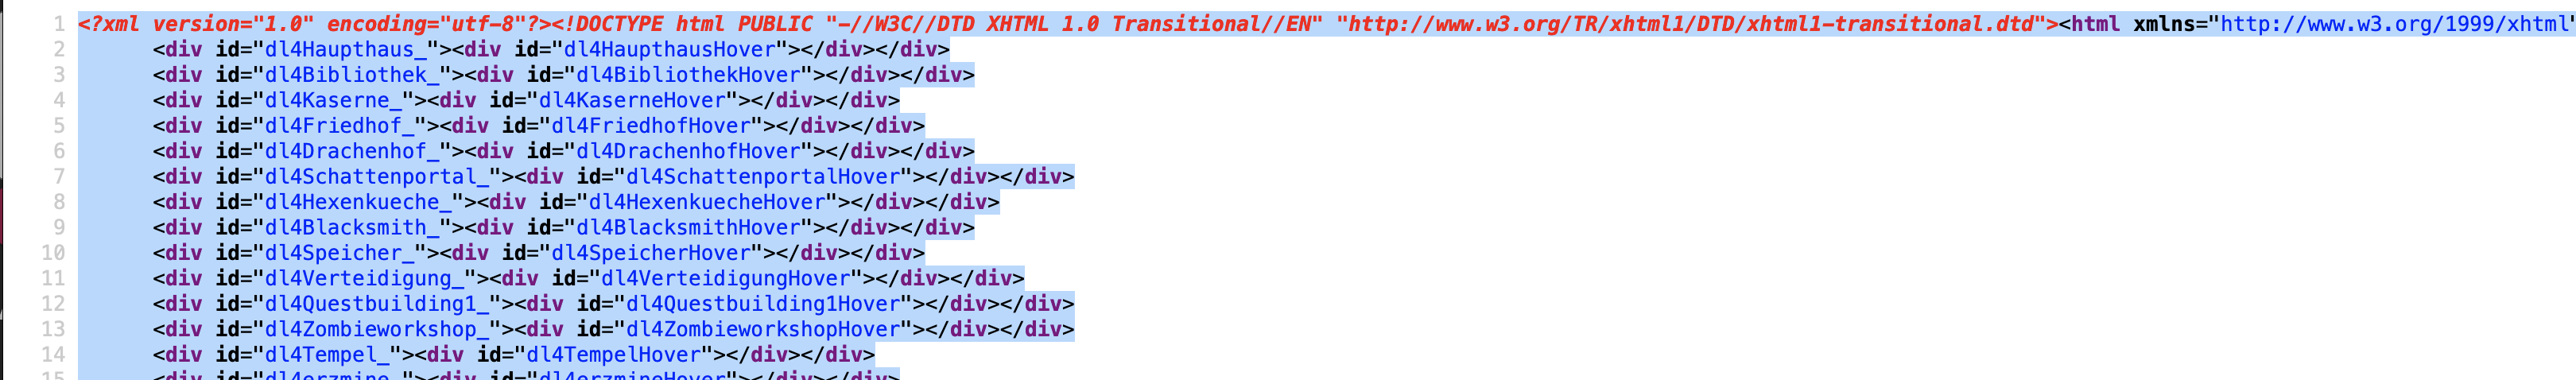 1 <?xml version="1.0" encoding="utf-8"?><!DOCTYPE html PUBLIC "-//W3C//DTD XHTML 1.0 Transitional//EN" "http://www.w3.org/TR/xhtml1/DTD/xhtml1-transitional.dtd"><html xmlns="http://www.w3.org/1999/xhtml"
2 <div id="dl4Haupthaus_"><div id="dl4HaupthausHover"></div></div>
3 <div id="dl4Bibliothek_"><div id="dl4BibliothekHover"></div></div>
4 <div id="dl4Kaserne_"><div id="dl4KaserneHover"></div></div>
5 <div id="dl4Friedhof_"><div id="dl4FriedhofHover"></div></div>
6 <div id="dl4Drachenhof_"><div id="dl4DrachenhofHover"></div></div>
7 <div id="dl4Schattenportal_"><div id="dl4SchattenportalHover"></div></div>
8 <div id="dl4Hexenkueche_"><div id="dl4HexenkuecheHover"></div></div>
9 <div id="dl4Blacksmith_"><div id="dl4BlacksmithHover"></div></div>
10 <div id="dl4Speicher_"><div id="dl4SpeicherHover"></div></div>
11 <div id="dl4Verteidigung_"><div id="dl4VerteidigungHover"></div></div>
12 <div id="dl4Questbuilding1_"><div id="dl4Questbuilding1Hover"></div></div>
13 <div id="dl4Zombieworkshop_"><div id="dl4ZombieworkshopHover"></div></div>
14 <div id="dl4Tempel_"><div id="dl4TempelHover"></div></div>
15 <div id="dl4erzmine_"><div id="dl4erzmineHover"></div></div>